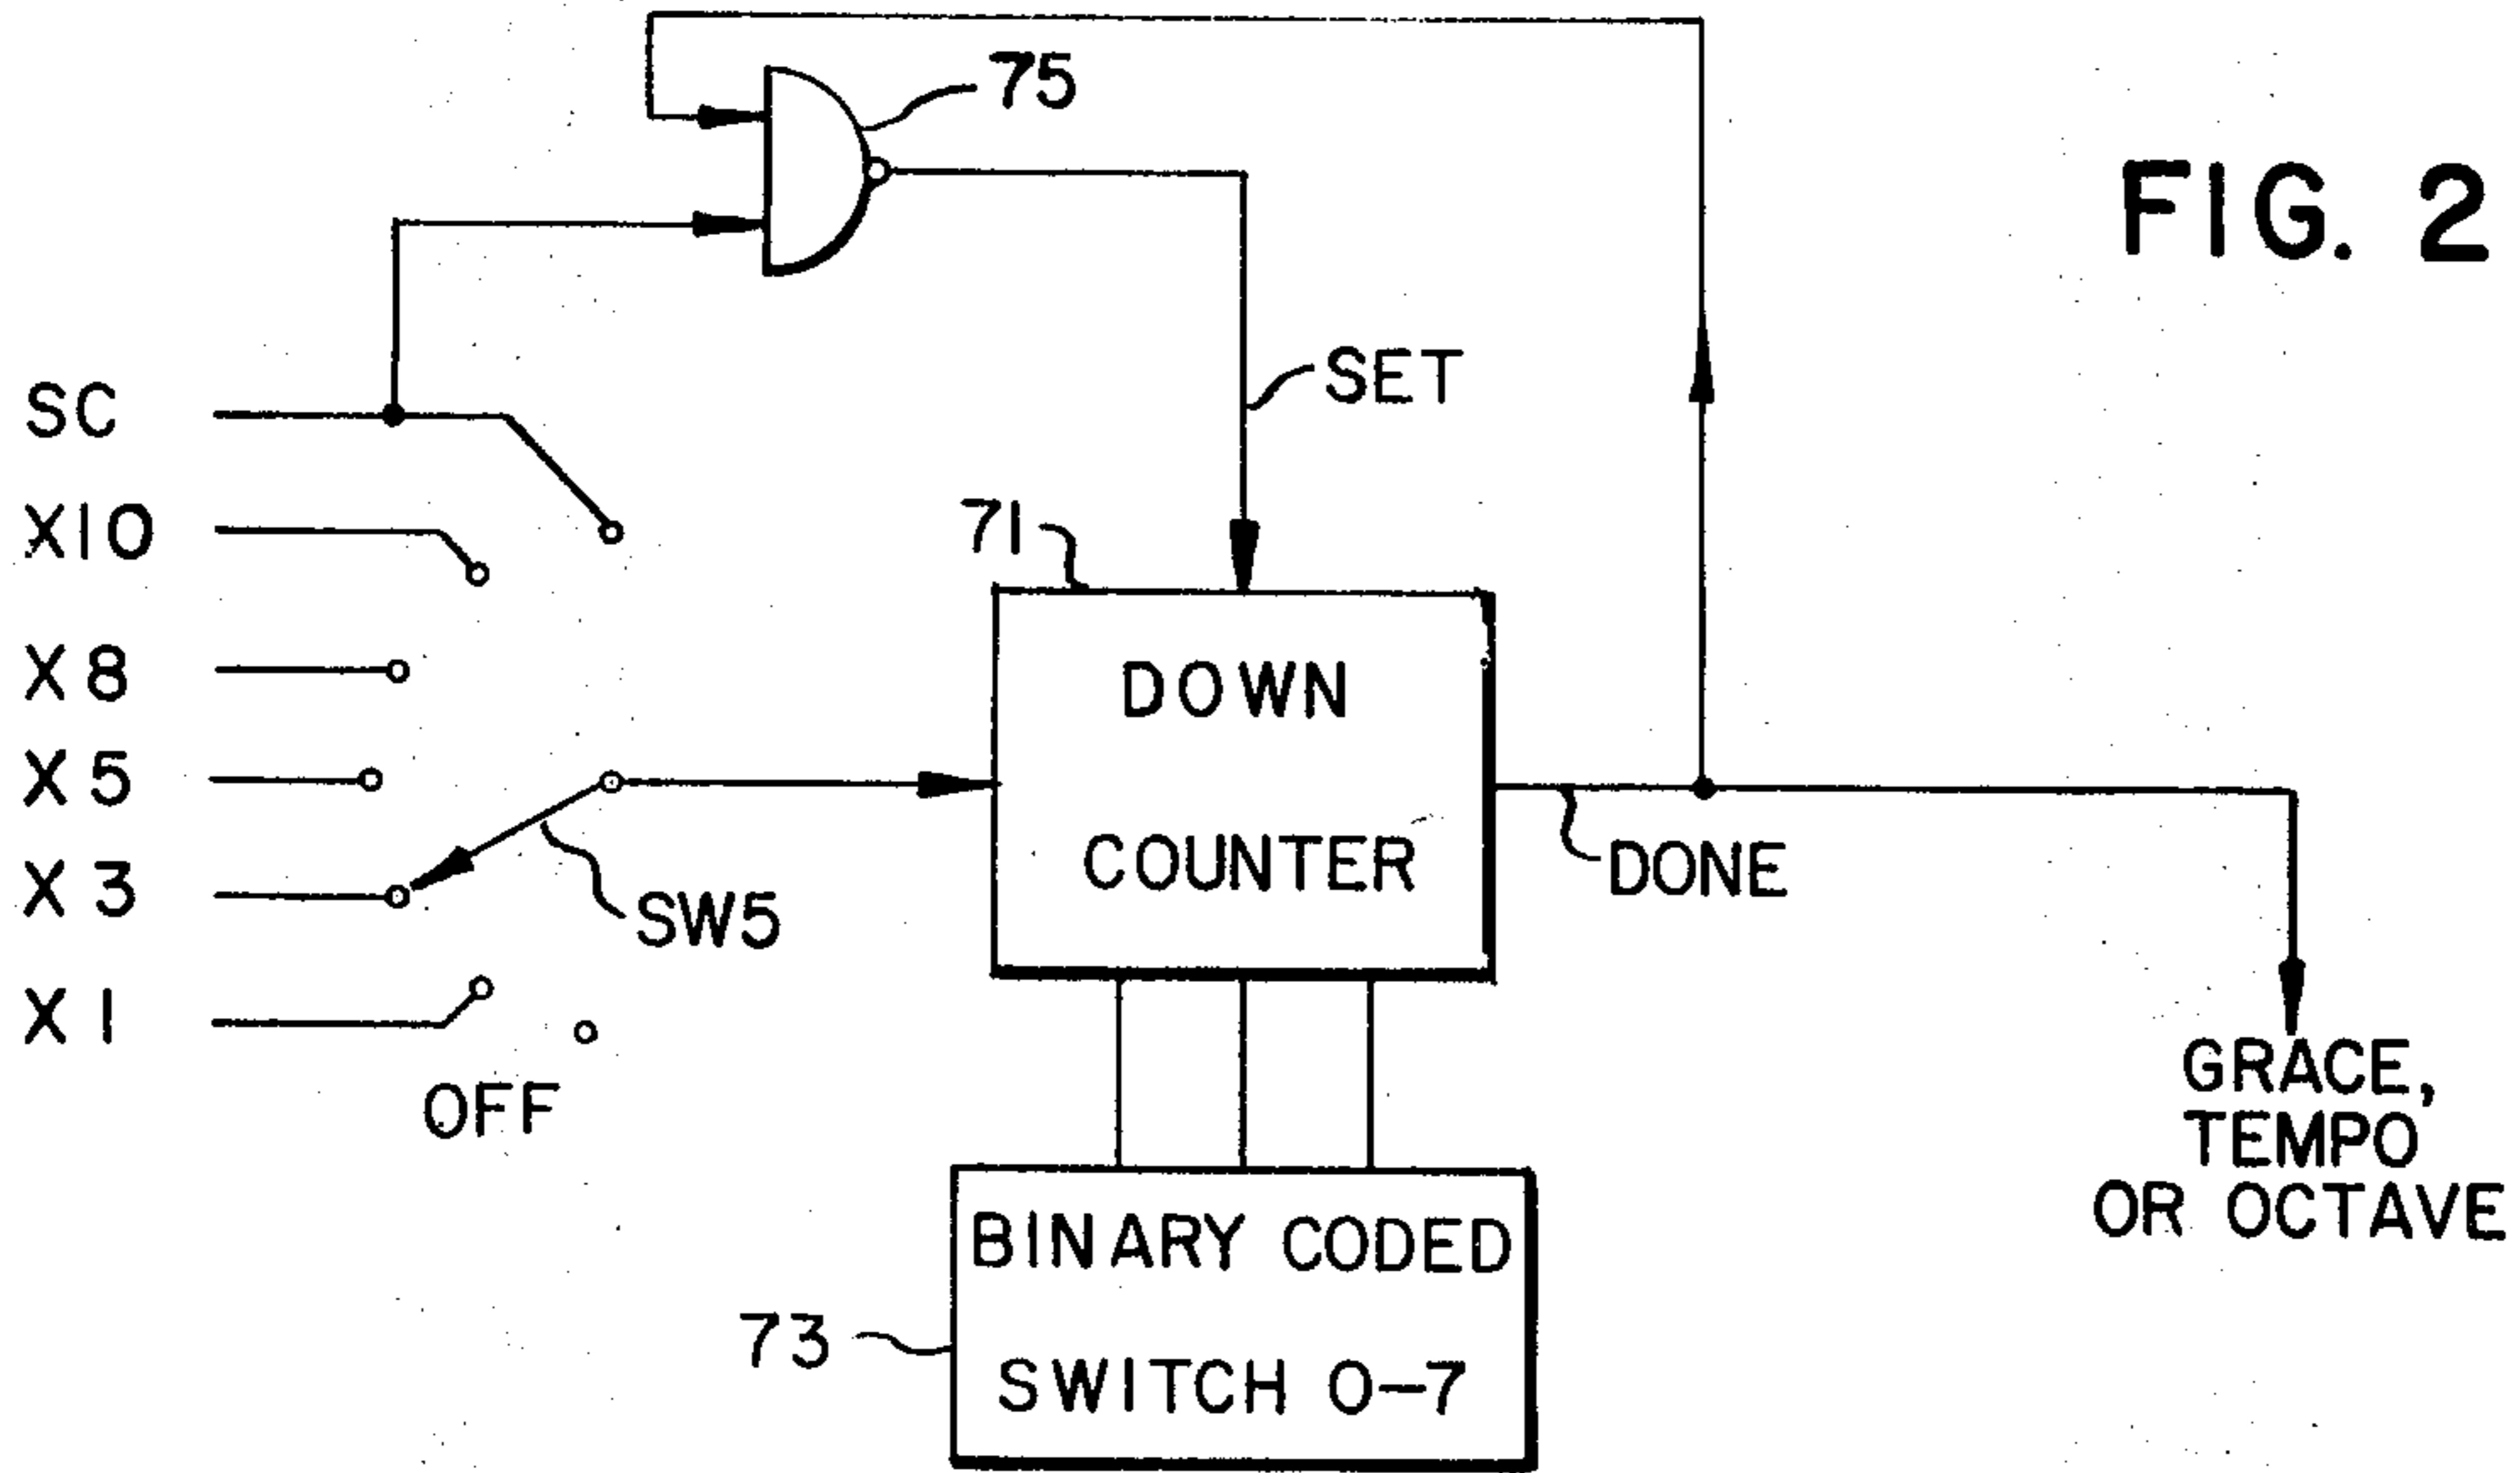 75
FIG. 2
SET
SC
X10
71
X8
DOWN
X5
COUNTER
DONE
X3
SW5
X1
OFF
GRACE,
TEMPO
OR OCTAVE
BINARY CODED
73
SWITCH 0-7